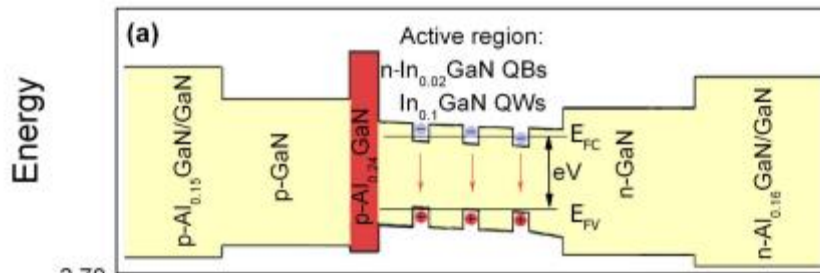 (a)
Active region:
n-In0.02GaN QBs
In0.1GaN QWs
Energy
p-Al0.15GaN/GaN
p-GaN
p-Al0.24GaN
EFC
eV
EFV
n-GaN
n-Al0.16GaN/GaN